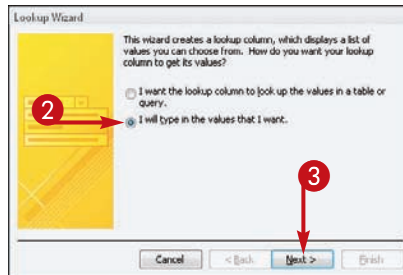 Lookup Wizard
This wizard creates a lookup column, which displays a list of
values you can choose from. How do you want your lookup
column to get its values?
I want the lookup column to look up the values in a table or
query.
2
I will type in the values that I want.
3
Cancel < Back Next > Finish